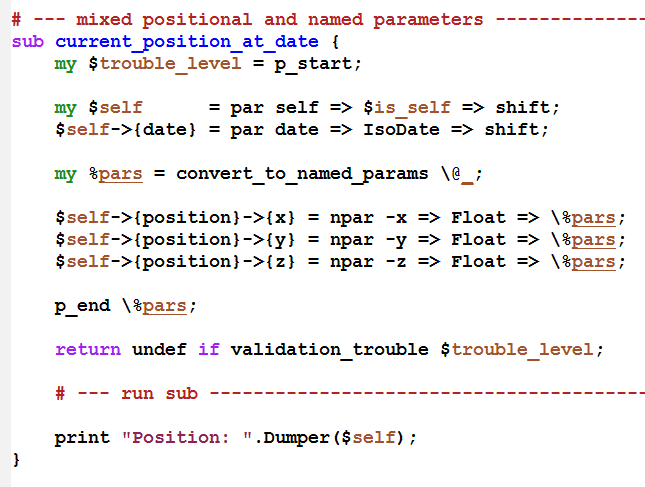 # --- mixed positional and named parameters --------------
sub current_position_at_date {
    my $trouble_level = p_start;

    my $self      = par self => $is_self => shift;
    $self->{date} = par date => IsoDate => shift;

    my %pars = convert_to_named_params \@_;

    $self->{position}->{x} = npar -x => Float => \%pars;
    $self->{position}->{y} = npar -y => Float => \%pars;
    $self->{position}->{z} = npar -z => Float => \%pars;

    p_end \%pars;

    return undef if validation_trouble $trouble_level;

    # --- run sub ----------------------------------------

    print "Position: ".Dumper($self);
}